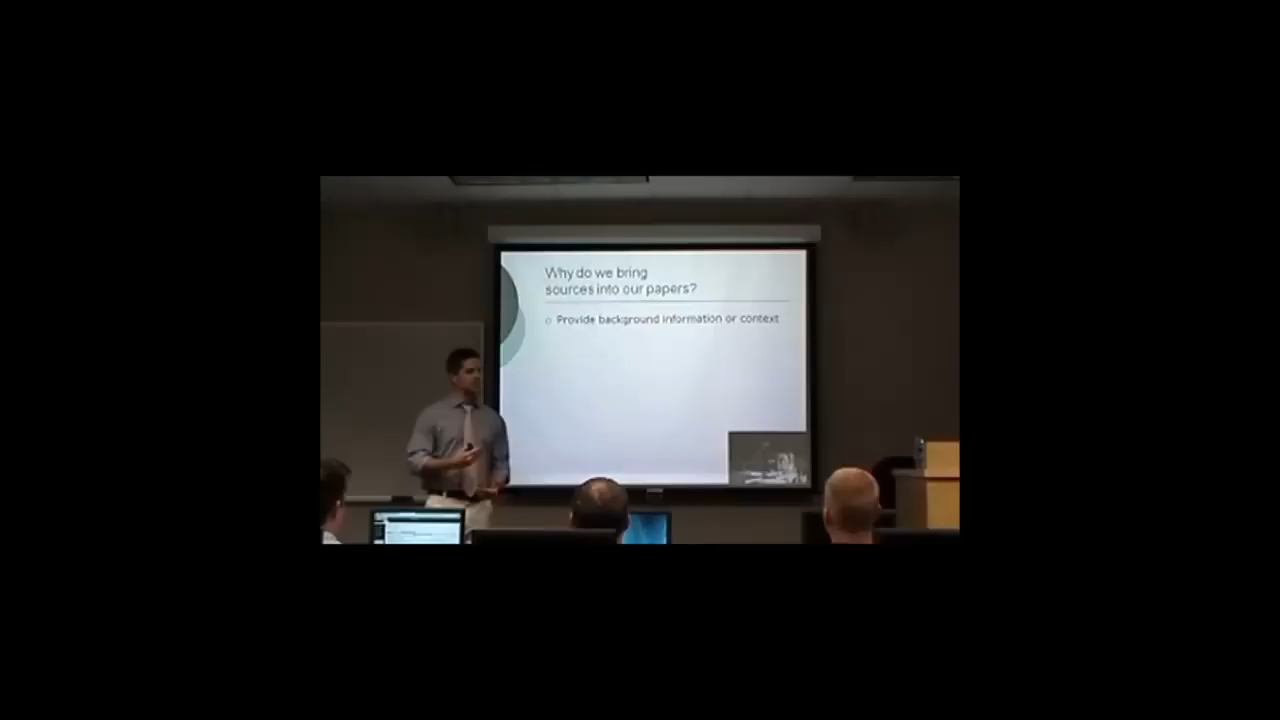 Why do we bring
sources into our papers?
Provide background information or context